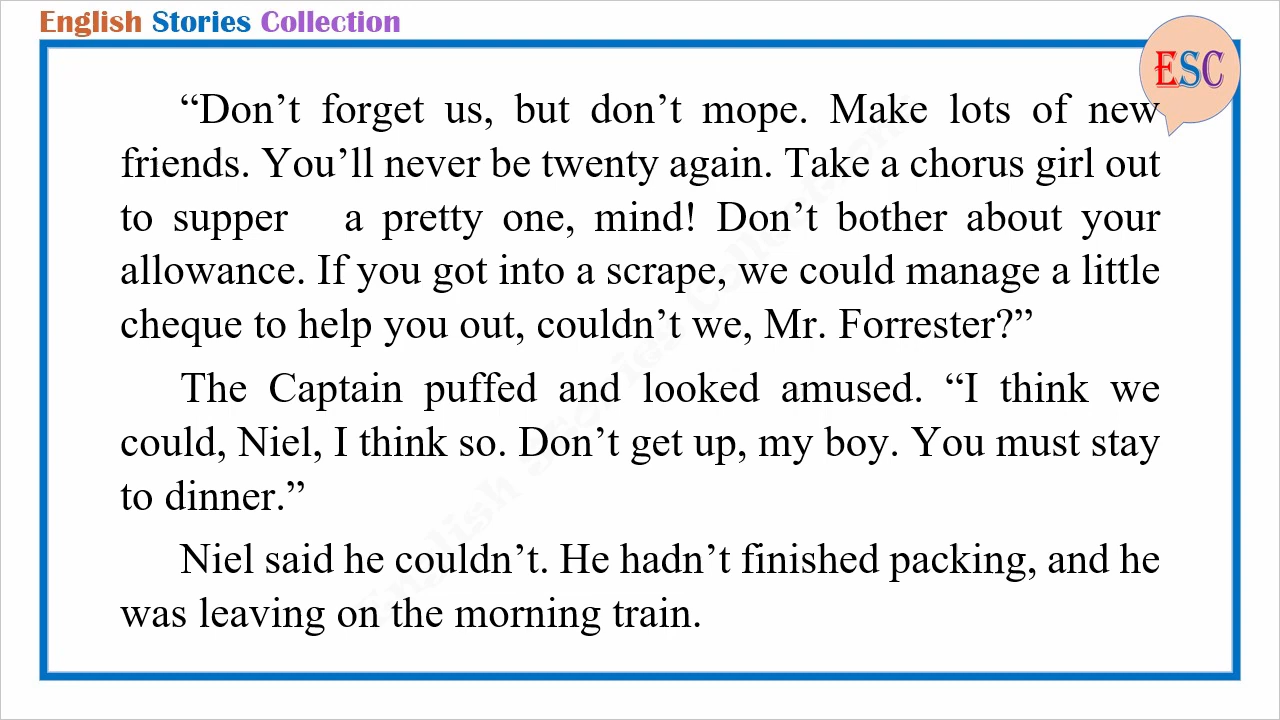 English Stories Collection
ESC
“Don’t forget us, but don’t mope. Make lots of new
friends. You’ll never be twenty again. Take a chorus girl out
to supper a pretty one, mind! Don’t bother about your
allowance. If you got into a scrape, we could manage a little
cheque to help you out, couldn’t we, Mr. Forrester?”
The Captain puffed and looked amused. “I think we
could, Niel, I think so. Don’t get up, my boy. You must stay
to dinner.”
Niel said he couldn’t. He hadn’t finished packing, and he
was leaving on the morning train.
English Stories Collection